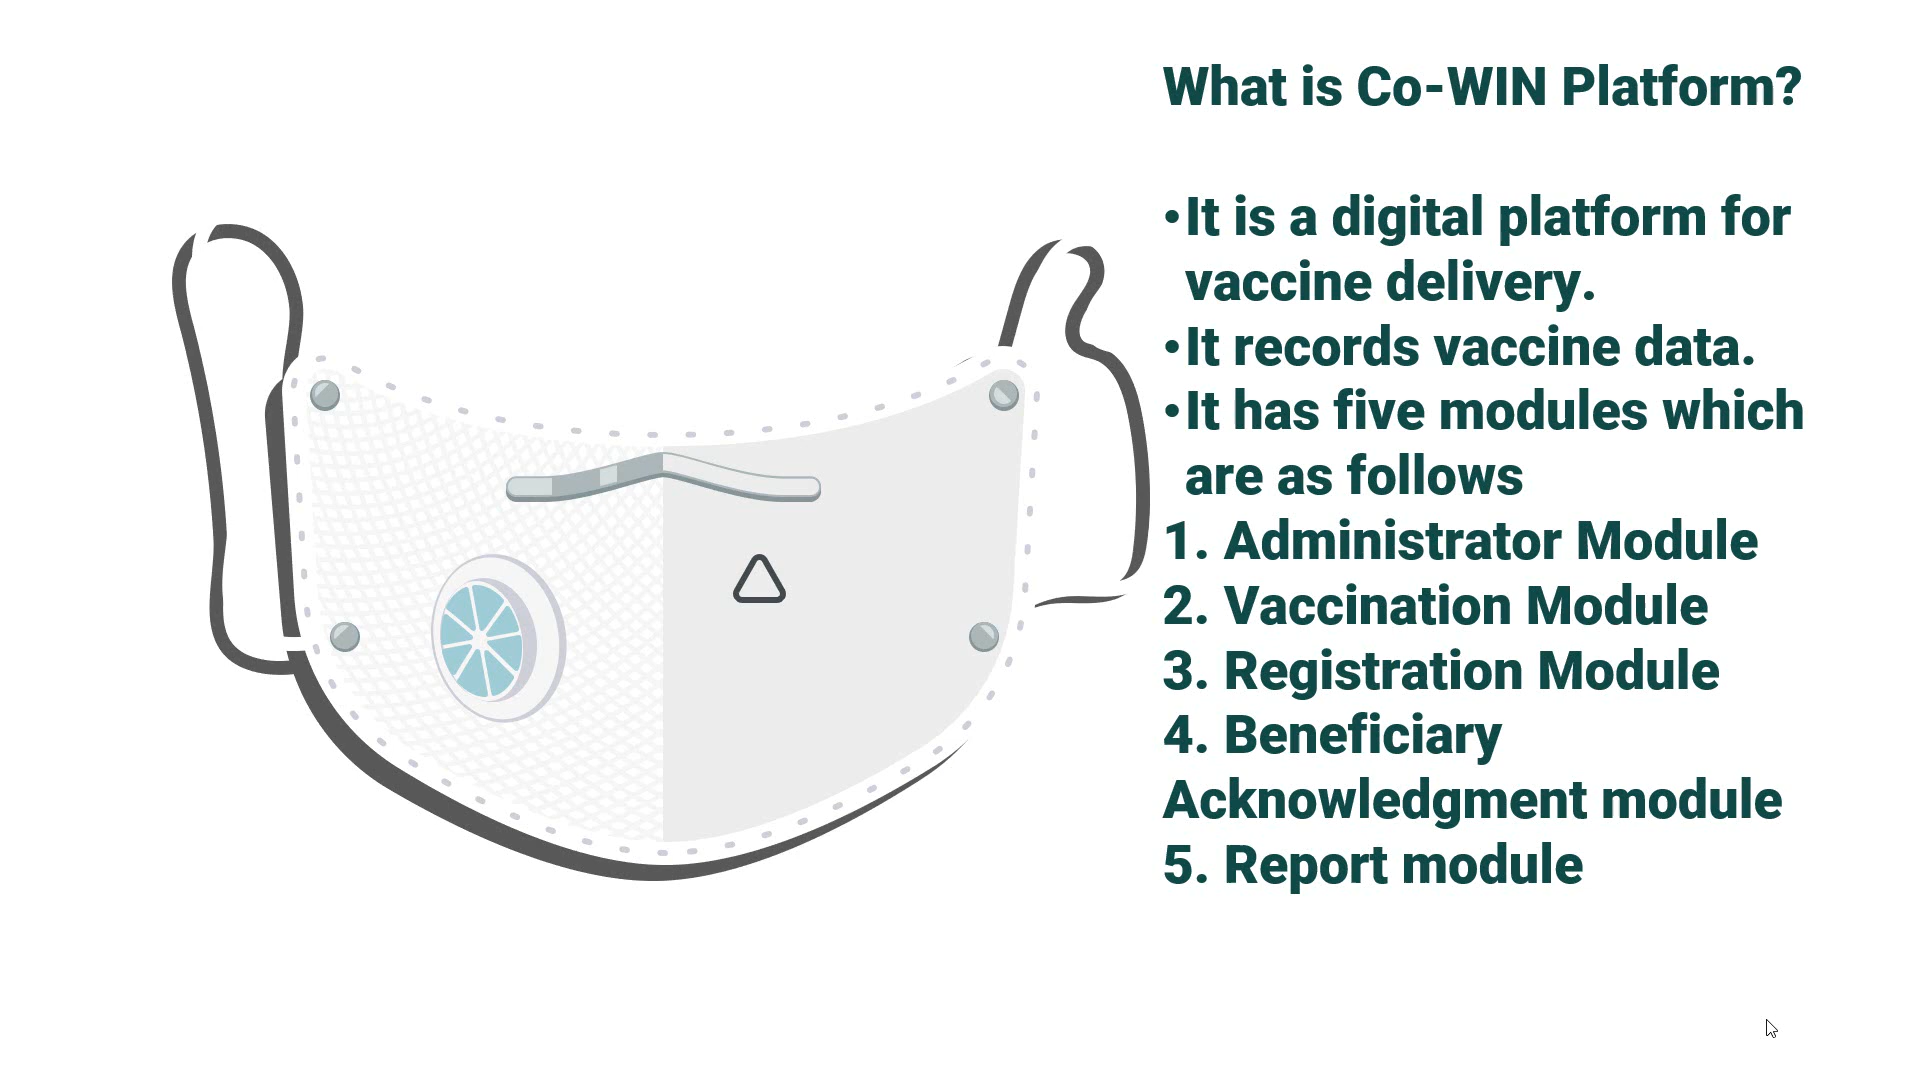 What is Co-WIN Platform?
•It is a digital platform for
vaccine delivery.
•It records vaccine data.
•It has five modules which
are as follows
1. Administrator Module
2. Vaccination Module
3. Registration Module
4. Beneficiary
Acknowledgment module
5. Report module